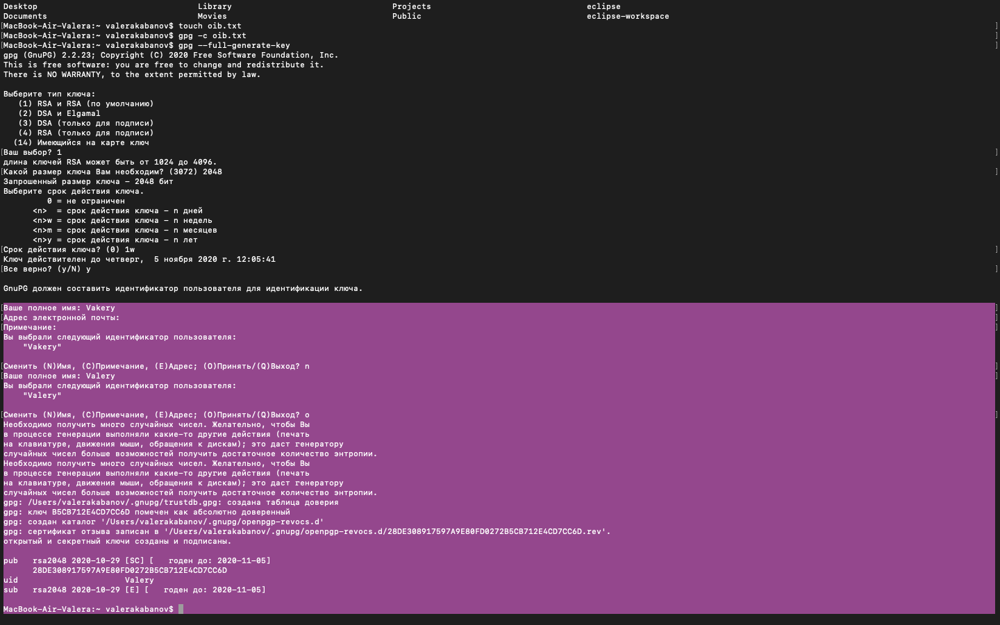 Desktop Library Projects eclipse
Documents Movies Public eclipse-workspace
[MacBook-Air-Valera:~ valerakabanov$ touch oib.txt ]
[MacBook-Air-Valera:~ valerakabanov$ gpg -c oib.txt ]
[MacBook-Air-Valera:~ valerakabanov$ gpg --full-generate-key ]
gpg (GnuPG) 2.2.23; Copyright (C) 2020 Free Software Foundation, Inc.
This is free software: you are free to change and redistribute it.
There is NO WARRANTY, to the extent permitted by law.
Выберите тип ключа:
(1) RSA и RSA (по умолчанию)
(2) DSA и Elgamal
(3) DSA (только для подписи)
(4) RSA (только для подписи)
(14) Имеющийся на карте ключ
[Ваш выбор? 1 ]
длина ключей RSA может быть от 1024 до 4096.
[Какой размер ключа Вам необходим? (3072) 2048 ]
Запрошенный размер ключа - 2048 бит
Выберите срок действия ключа.
0 = не ограничен
<n> = срок действия ключа - n дней
<n>w = срок действия ключа - n недель
<n>m = срок действия ключа - n месяцев
<n>y = срок действия ключа - n лет
[Срок действия ключа? (0) 1w ]
Ключ действителен до четверг, 5 ноября 2020 г. 12:05:41
[Все верно? (y/N) y ]
GnuPG должен составить идентификатор пользователя для идентификации ключа.
[Ваше полное имя: Vakery ]
[Адрес электронной почты: ]
[Примечание: ]
Вы выбрали следующий идентификатор пользователя:
"Vakery"
[Сменить (N)Имя, (C)Примечание, (E)Адрес; (O)Принять/(Q)Выход? n ]
[Ваше полное имя: Valery ]
Вы выбрали следующий идентификатор пользователя:
"Valery"
[Сменить (N)Имя, (C)Примечание, (E)Адрес; (O)Принять/(Q)Выход? o ]
Необходимо получить много случайных чисел. Желательно, чтобы Вы
в процессе генерации выполняли какие-то другие действия (печать
на клавиатуре, движения мыши, обращения к дискам); это даст генератору
случайных чисел больше возможностей получить достаточное количество энтропии.
Необходимо получить много случайных чисел. Желательно, чтобы Вы
в процессе генерации выполняли какие-то другие действия (печать
на клавиатуре, движения мыши, обращения к дискам); это даст генератору
случайных чисел больше возможностей получить достаточное количество энтропии.
gpg: /Users/valerakabanov/.gnupg/trustdb.gpg: создана таблица доверия
gpg: ключ B5CB712E4CD7CC6D помечен как абсолютно доверенный
gpg: создан каталог '/Users/valerakabanov/.gnupg/openpgp-revocs.d'
gpg: сертификат отзыва записан в '/Users/valerakabanov/.gnupg/openpgp-revocs.d/28DE308917597A9E80FD0272B5CB712E4CD7CC6D.rev'.
открытый и секретный ключи созданы и подписаны.
pub rsa2048 2020-10-29 [SC] [ годен до: 2020-11-05]
28DE308917597A9E80FD0272B5CB712E4CD7CC6D
uid Valery
sub rsa2048 2020-10-29 [E] [ годен до: 2020-11-05]
MacBook-Air-Valera:~ valerakabanov$